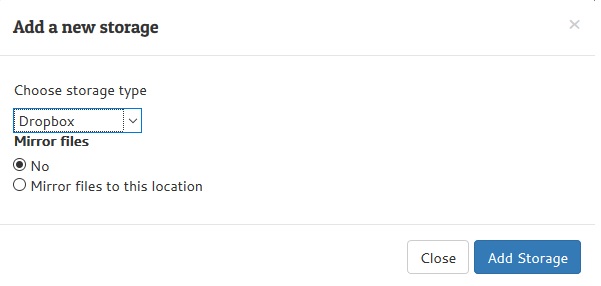 Add a new storage
×
Choose storage type
Dropbox
Mirror files
No
Mirror files to this location
Close Add Storage